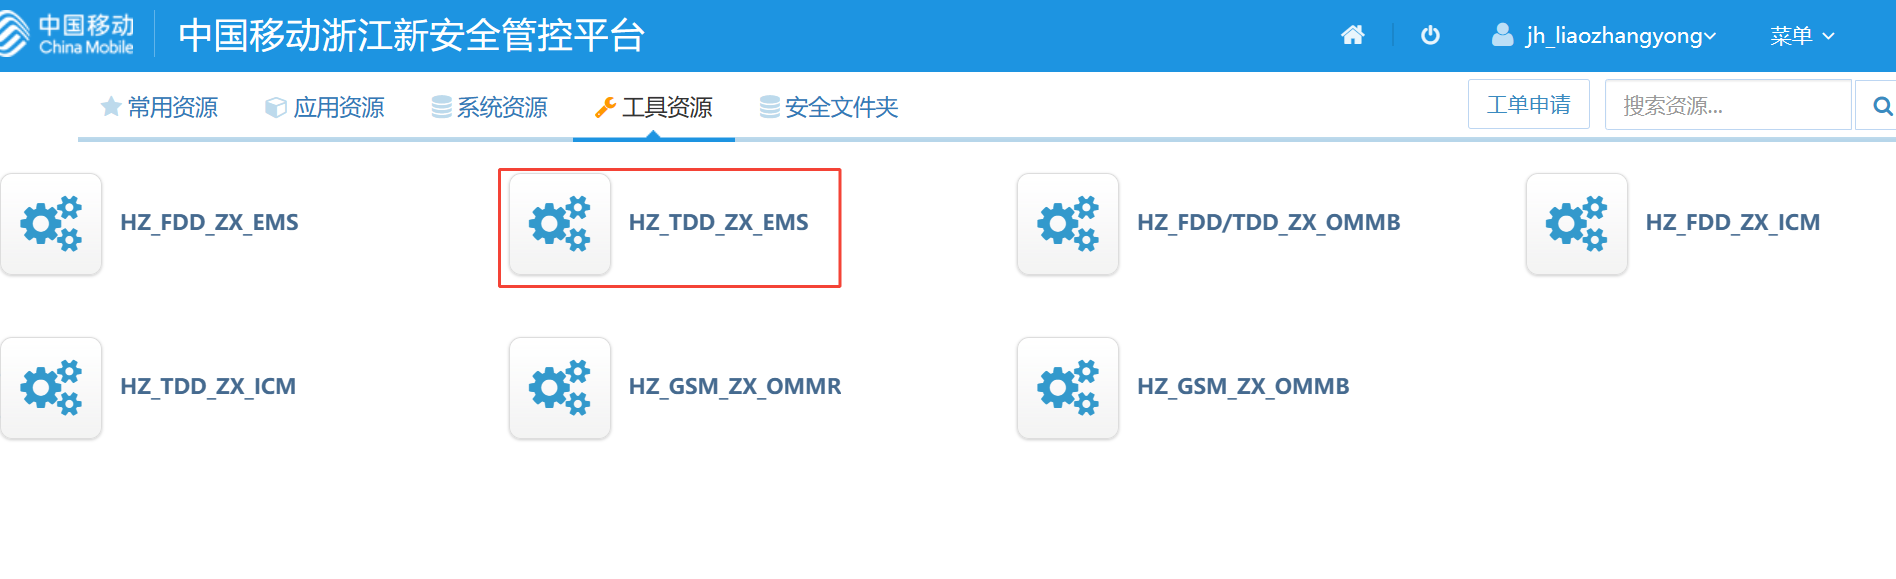 中国移动
China Mobile
中国移动浙江新安全管控平台
jh_liaozhangyong
菜单
常用资源
应用资源
系统资源
工具资源
安全文件夹
工单申请
搜索资源...
HZ_FDD_ZX_EMS
HZ_TDD_ZX_EMS
HZ_FDD/TDD_ZX_OMMB
HZ_FDD_ZX_ICM
HZ_TDD_ZX_ICM
HZ_GSM_ZX_OMMR
HZ_GSM_ZX_OMMB